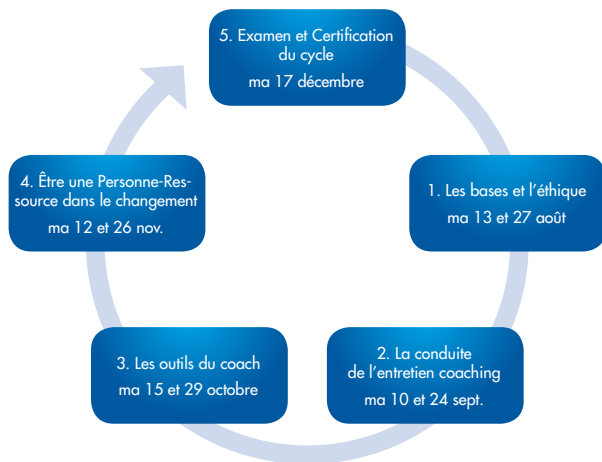 5. Examen et Certification
du cycle
ma 17 décembre
1. Les bases et l'éthique
ma 13 et 27 août
2. La conduite
de l'entretien coaching
ma 10 et 24 sept.
3. Les outils du coach
ma 15 et 29 octobre
4. Être une Personne-Res-
source dans le changement
ma 12 et 26 nov.